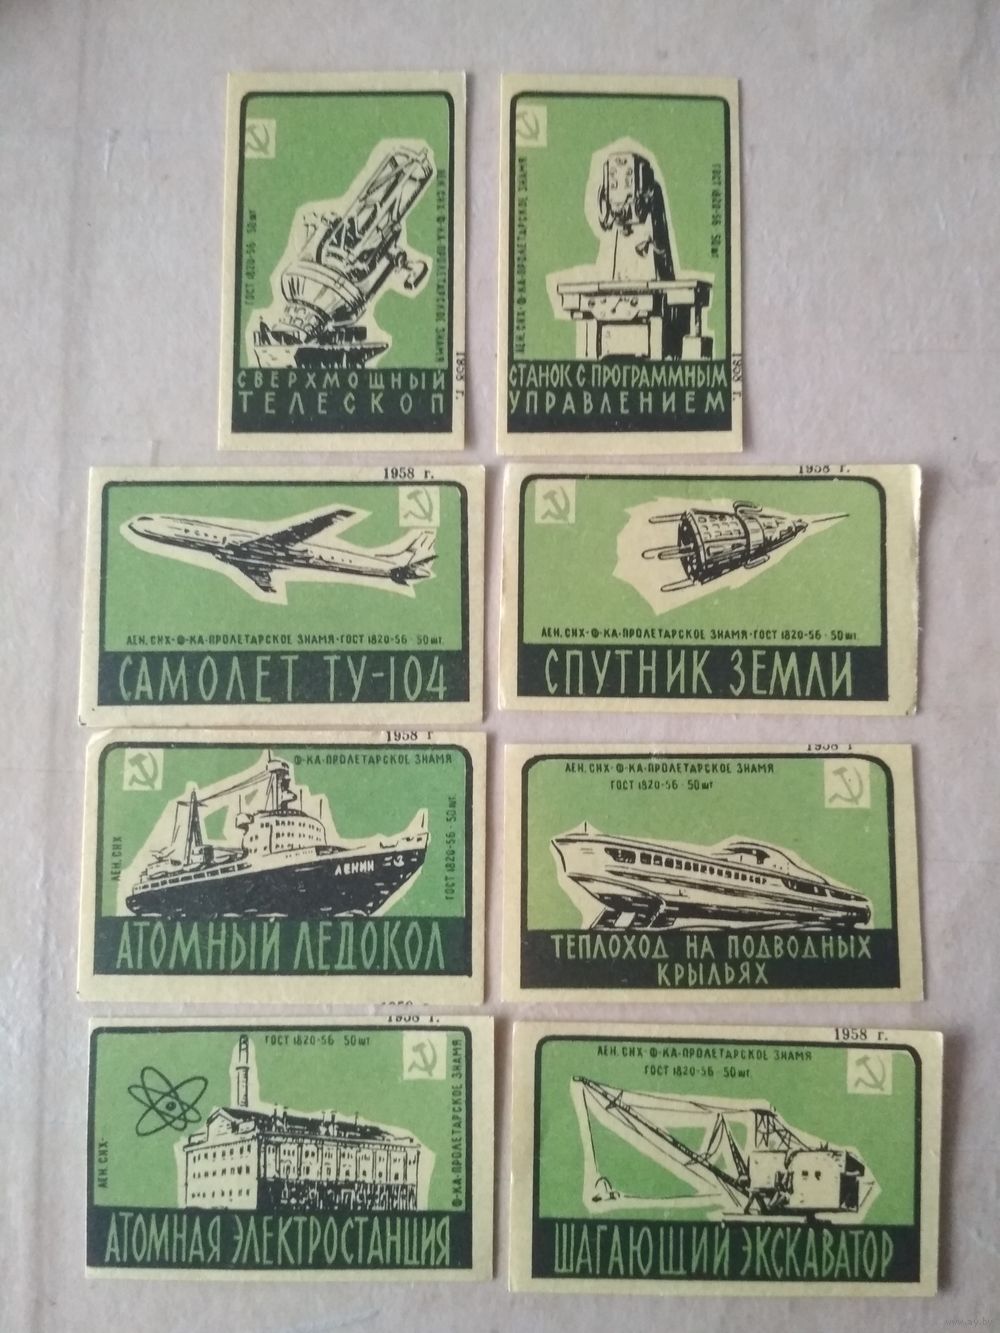 ГОСТ 1820-56 · 50 шт
ЛЕН. СНХ · Ф-КА · ПРОЛЕТАРСКОЕ ЗНАМЯ
1958 г.
СВЕРХМОЩНЫЙ
ТЕЛЕСКОП
ЛЕН. СНХ · Ф-КА · ПРОЛЕТАРСКОЕ ЗНАМЯ
ГОСТ 1820-56 50 шт
1958 г.
СТАНОК С ПРОГРАММНЫМ
УПРАВЛЕНИЕМ
1958 г.
ЛЕН. СНХ · Ф-КА · ПРОЛЕТАРСКОЕ ЗНАМЯ · ГОСТ 1820-56 · 50 шт.
САМОЛЕТ ТУ-104
1958 г.
ЛЕН. СНХ · Ф-КА · ПРОЛЕТАРСКОЕ ЗНАМЯ · ГОСТ 1820-56 · 50 шт.
СПУТНИК ЗЕМЛИ
1958 г
Ф-КА · ПРОЛЕТАРСКОЕ ЗНАМЯ
ЛЕН. СНХ
ГОСТ 1820-56 · 50 шт
ЛЕНИН
АТОМНЫЙ ЛЕДОКОЛ
1958 г
ЛЕН. СНХ · Ф-КА · ПРОЛЕТАРСКОЕ ЗНАМЯ
ГОСТ 1820-56 · 50 шт
ТЕПЛОХОД НА ПОДВОДНЫХ
КРЫЛЬЯХ
1958 г.
ГОСТ 1820-56 50 шт
ЛЕН. СНХ ·
Ф-КА · ПРОЛЕТАРСКОЕ ЗНАМЯ
АТОМНАЯ ЭЛЕКТРОСТАНЦИЯ
1958 г.
ЛЕН. СНХ · Ф-КА · ПРОЛЕТАРСКОЕ ЗНАМЯ
ГОСТ 1820-56 · 50 шт.
ШАГАЮЩИЙ ЭКСКАВАТОР
www.ay.by